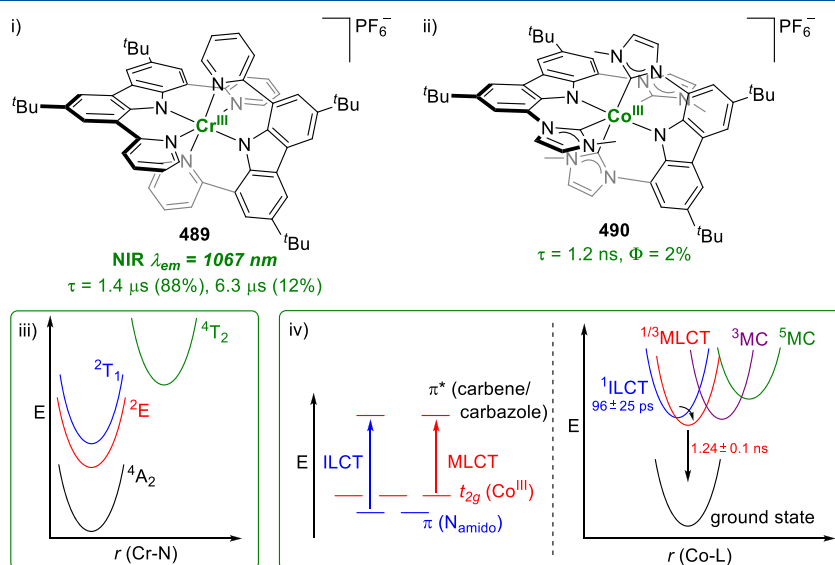 i)
PF₆⁻
ᵗBu
ᵗBu
ᵗBu
ᵗBu
N
N
N
N
N
N
Crᴵᴵᴵ
489
NIR λem = 1067 nm
τ = 1.4 μs (88%), 6.3 μs (12%)
ii)
PF₆⁻
ᵗBu
ᵗBu
ᵗBu
ᵗBu
N
N
N
N
N
N
N
N
N
N
Coᴵᴵᴵ
490
τ = 1.2 ns, Φ = 2%
iii)
⁴T₂
²T₁
²E
⁴A₂
E
r (Cr-N)
iv)
π* (carbene/
carbazole)
E
ILCT
MLCT
t₂g (Coᴵᴵᴵ)
π (Namido)
¹/³MLCT
³MC
⁵MC
¹ILCT
96 ± 25 ps
E
1.24 ± 0.1 ns
ground state
r (Co-L)